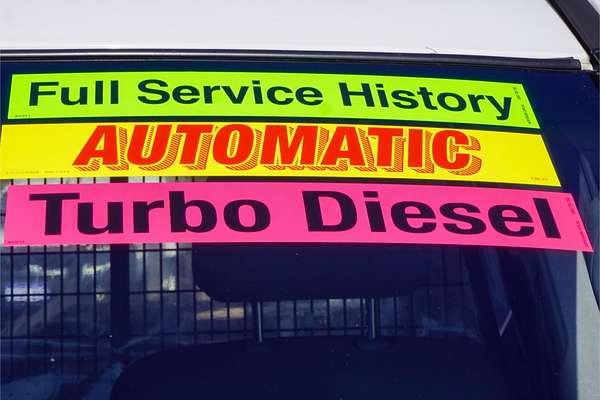 Full Service History
AUTOMATIC
Turbo Diesel